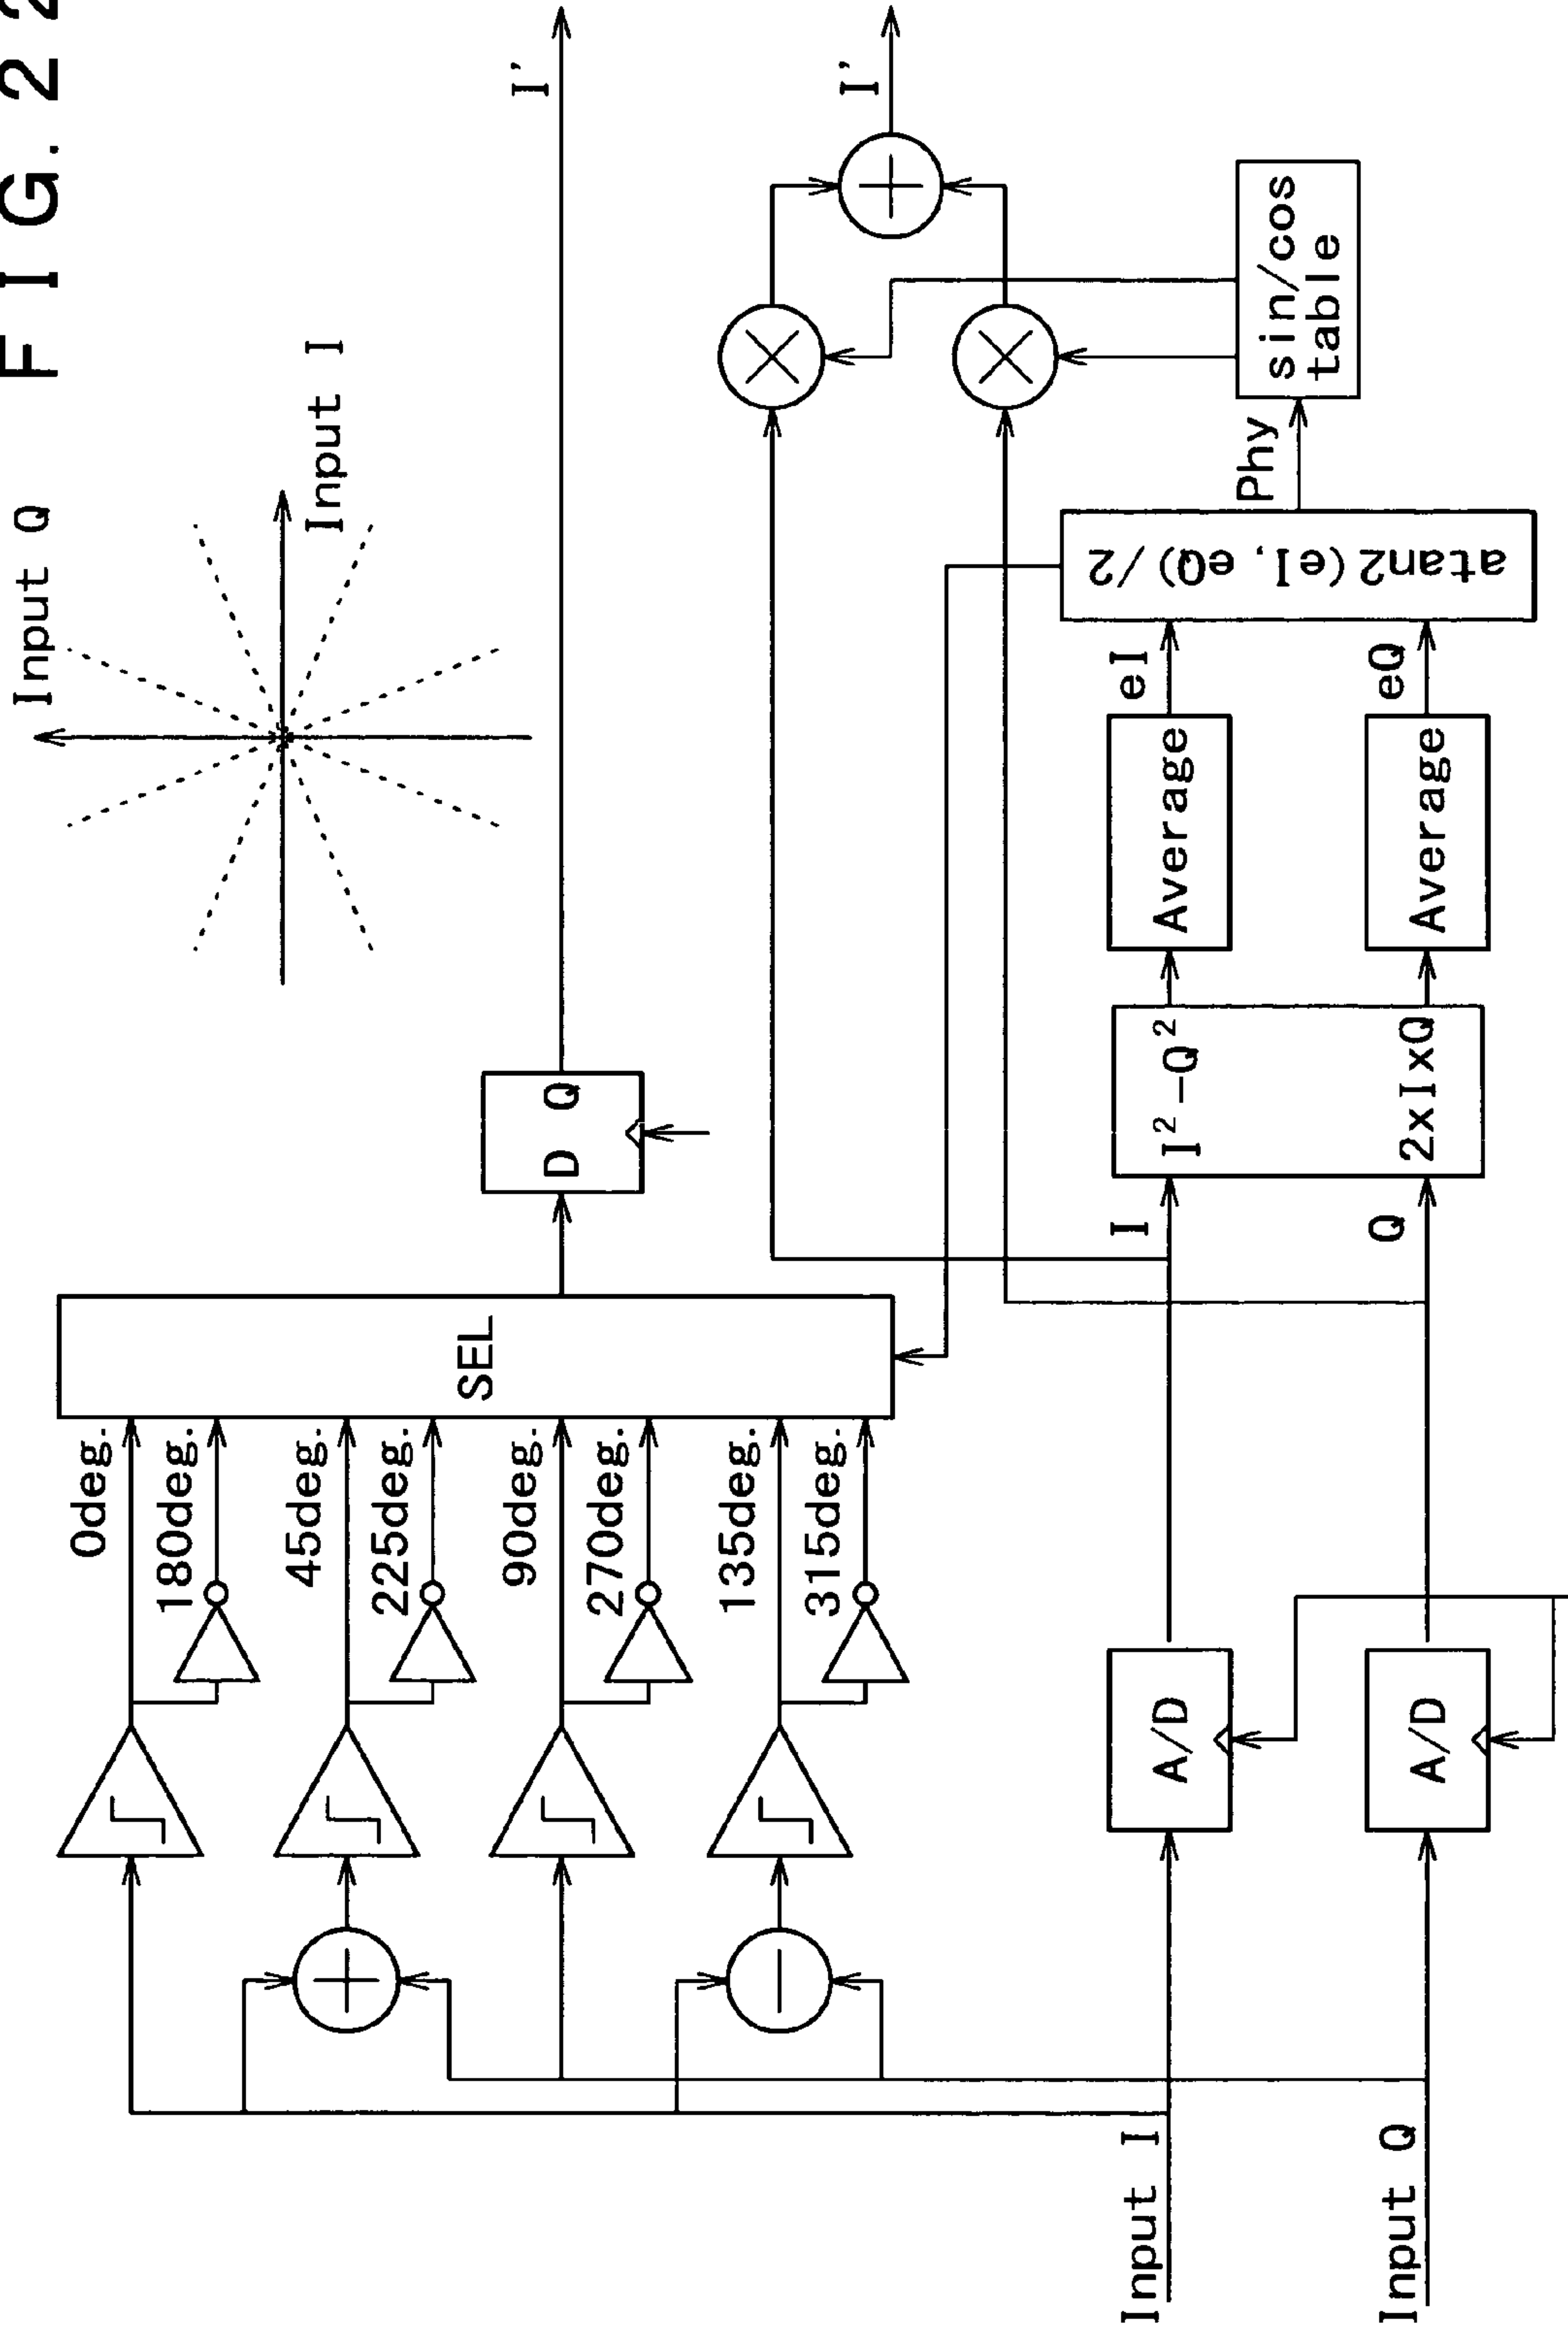 FIG. 22
Input Q
Input I
0deg.
180deg.
45deg.
225deg.
90deg.
270deg.
135deg.
315deg.
SEL
D Q
I'
I'
Input I
Input Q
A/D
A/D
I
Q
I²-Q²
2xIxQ
Average
Average
eI
eQ
atan2(eI, eQ)/2
Phy
sin/cos
table